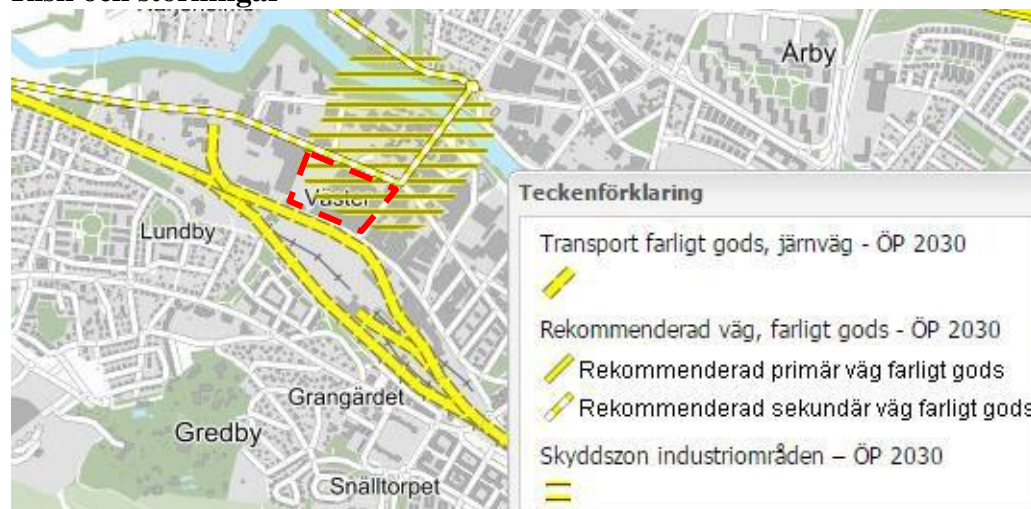 Årby
Väster
Lundby
Grangärdet
Gredby
Snälltorpet
Teckenförklaring
Transport farligt gods, järnväg - ÖP 2030
Rekommenderad väg, farligt gods - ÖP 2030
Rekommenderad primär väg farligt gods
Rekommenderad sekundär väg farligt gods
Skyddszon industriområden – ÖP 2030